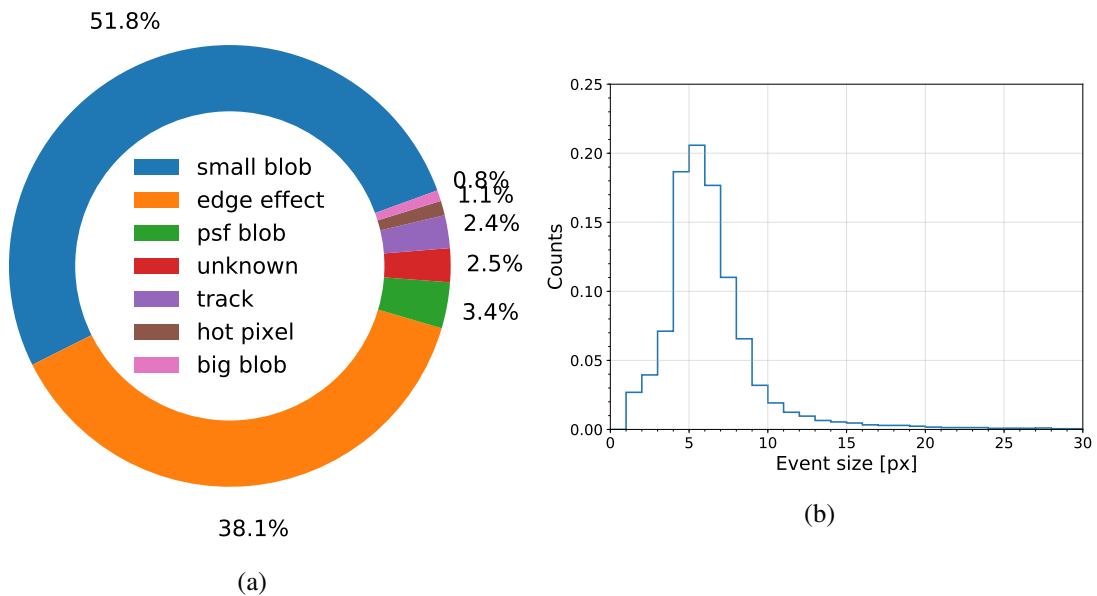 51.8%
small blob
edge effect
psf blob
unknown
track
hot pixel
big blob
0.8%
1.1%
2.4%
2.5%
3.4%
38.1%
(a)
0.25
0.20
0.15
0.10
0.05
0.00
Counts
0 5 10 15 20 25 30
Event size [px]
(b)